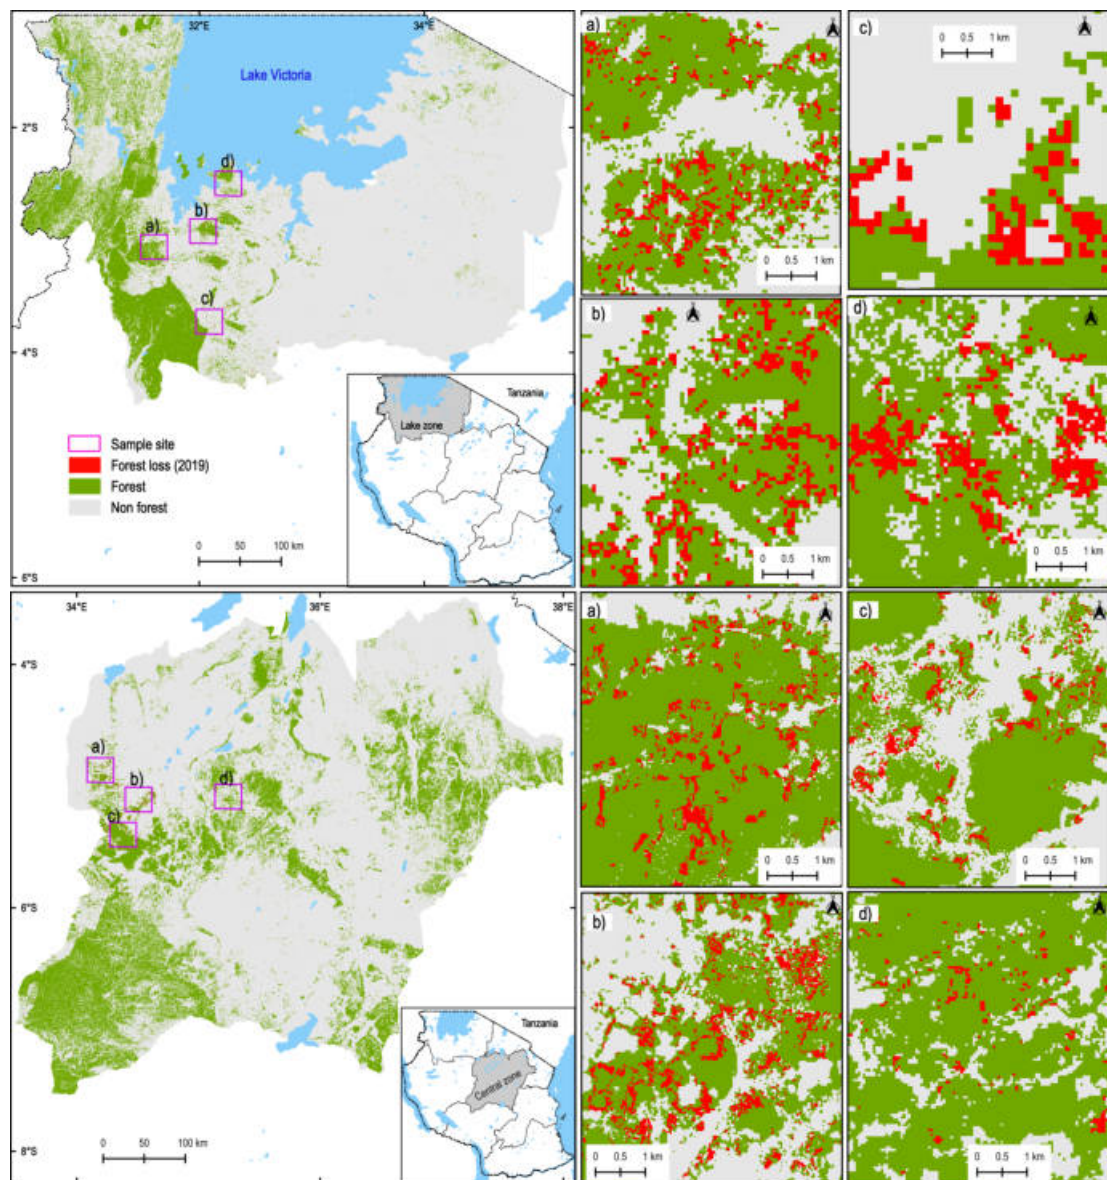 32°E
34°E
Lake Victoria
2°S
d)
b)
a)
c)
4°S
Tanzania
Lake zone
Sample site
Forest loss (2019)
Forest
Non forest
0 50 100 km
6°S
a)
0 0.5 1 km
c)
0 0.5 1 km
b)
0 0.5 1 km
d)
0 0.5 1 km
34°E
36°E
38°E
4°S
a)
b)
d)
c)
6°S
Tanzania
Central zone
0 50 100 km
8°S
a)
0 0.5 1 km
c)
0 0.5 1 km
b)
0 0.5 1 km
d)
0 0.5 1 km